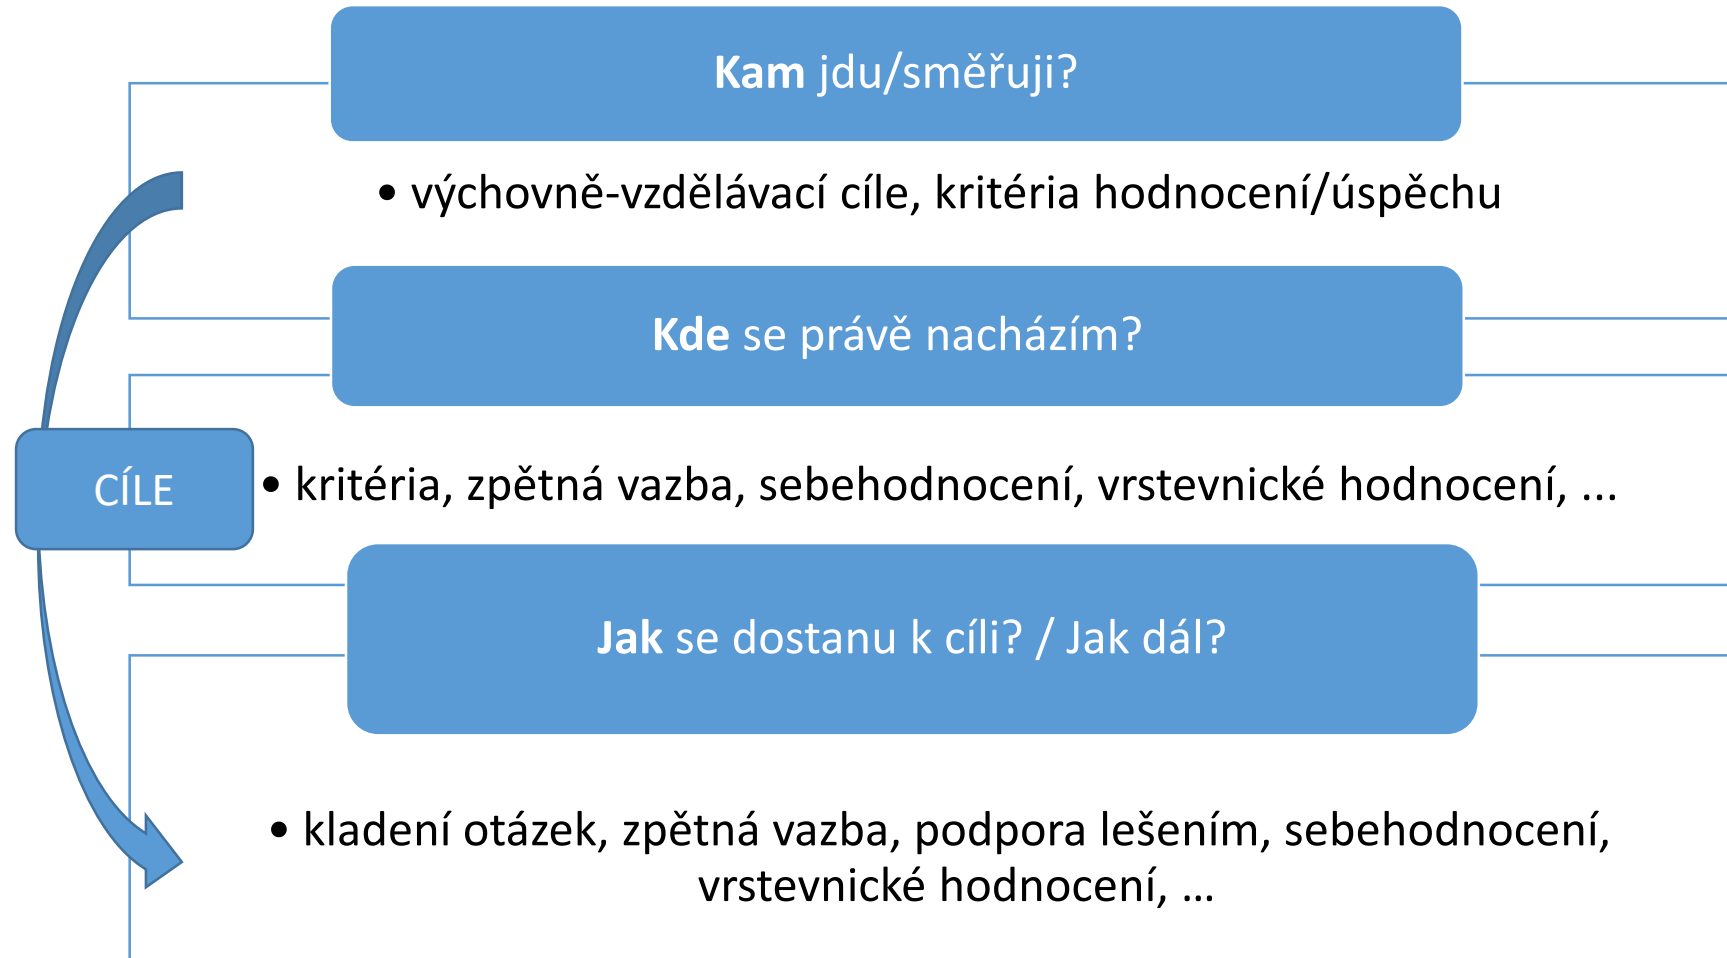 Kam jdu/směřuji?
• výchovně-vzdělávací cíle, kritéria hodnocení/úspěchu
Kde se právě nacházím?
CÍLE
• kritéria, zpětná vazba, sebehodnocení, vrstevnické hodnocení, ...
Jak se dostanu k cíli? / Jak dál?
• kladení otázek, zpětná vazba, podpora lešením, sebehodnocení,
vrstevnické hodnocení, …